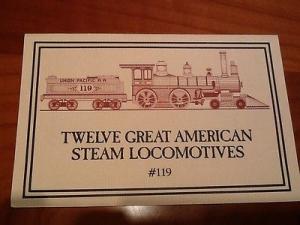 UNION PACIFIC R.R.
119
TWELVE GREAT AMERICAN
STEAM LOCOMOTIVES
#119